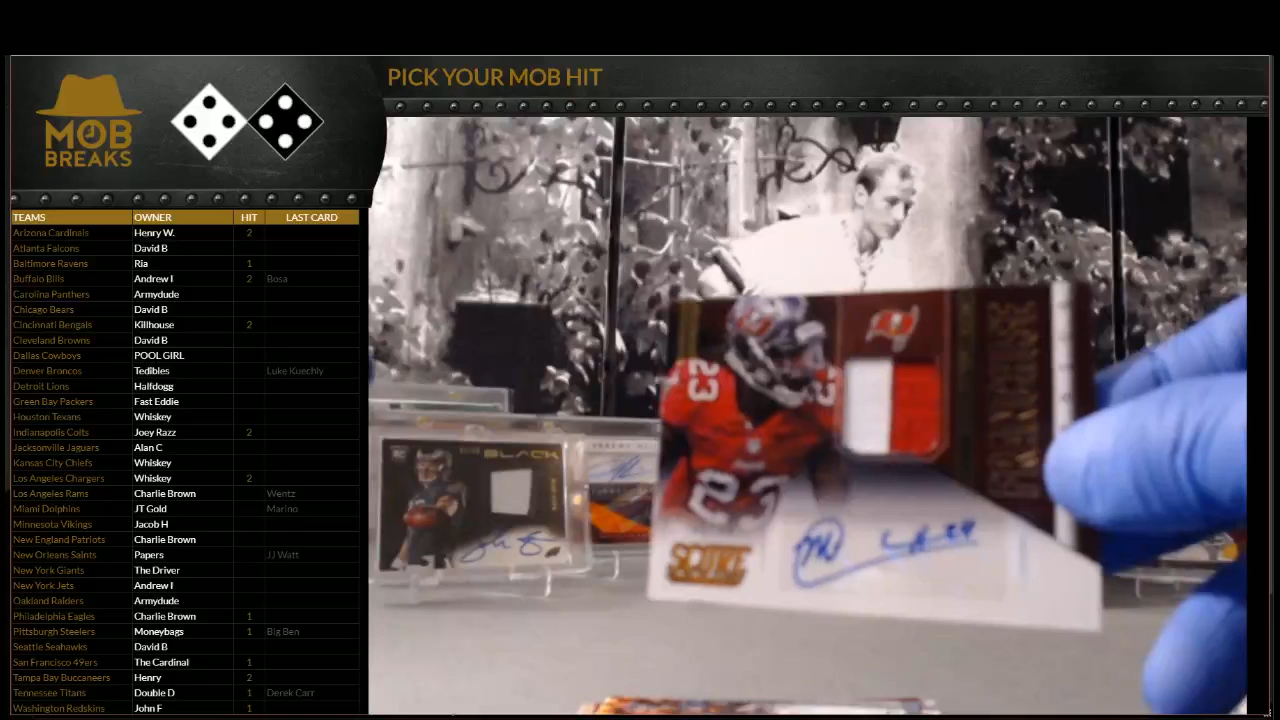 MOB
BREAKS
PICK YOUR MOB HIT
TEAMS OWNER HIT LAST CARD
Arizona Cardinals Henry W. 2
Atlanta Falcons David B
Baltimore Ravens Ria 1
Buffalo Bills Andrew I 2 Bosa
Carolina Panthers Armydude
Chicago Bears David B
Cincinnati Bengals Killhouse 2
Cleveland Browns David B
Dallas Cowboys POOL GIRL
Denver Broncos Tedibles Luke Kuechly
Detroit Lions Halfdogg
Green Bay Packers Fast Eddie
Houston Texans Whiskey
Indianapolis Colts Joey Razz 2
Jacksonville Jaguars Alan C
Kansas City Chiefs Whiskey
Los Angeles Chargers Whiskey 2
Los Angeles Rams Charlie Brown Wentz
Miami Dolphins JT Gold Marino
Minnesota Vikings Jacob H
New England Patriots Charlie Brown
New Orleans Saints Papers JJ Watt
New York Giants The Driver
New York Jets Andrew I
Oakland Raiders Armydude
Philadelphia Eagles Charlie Brown 1
Pittsburgh Steelers Moneybags 1 Big Ben
Seattle Seahawks David B
San Francisco 49ers The Cardinal 1
Tampa Bay Buccaneers Henry 2
Tennessee Titans Double D 1 Derek Carr
Washington Redskins John F 1
23
23
SCORE
BLACK
RC